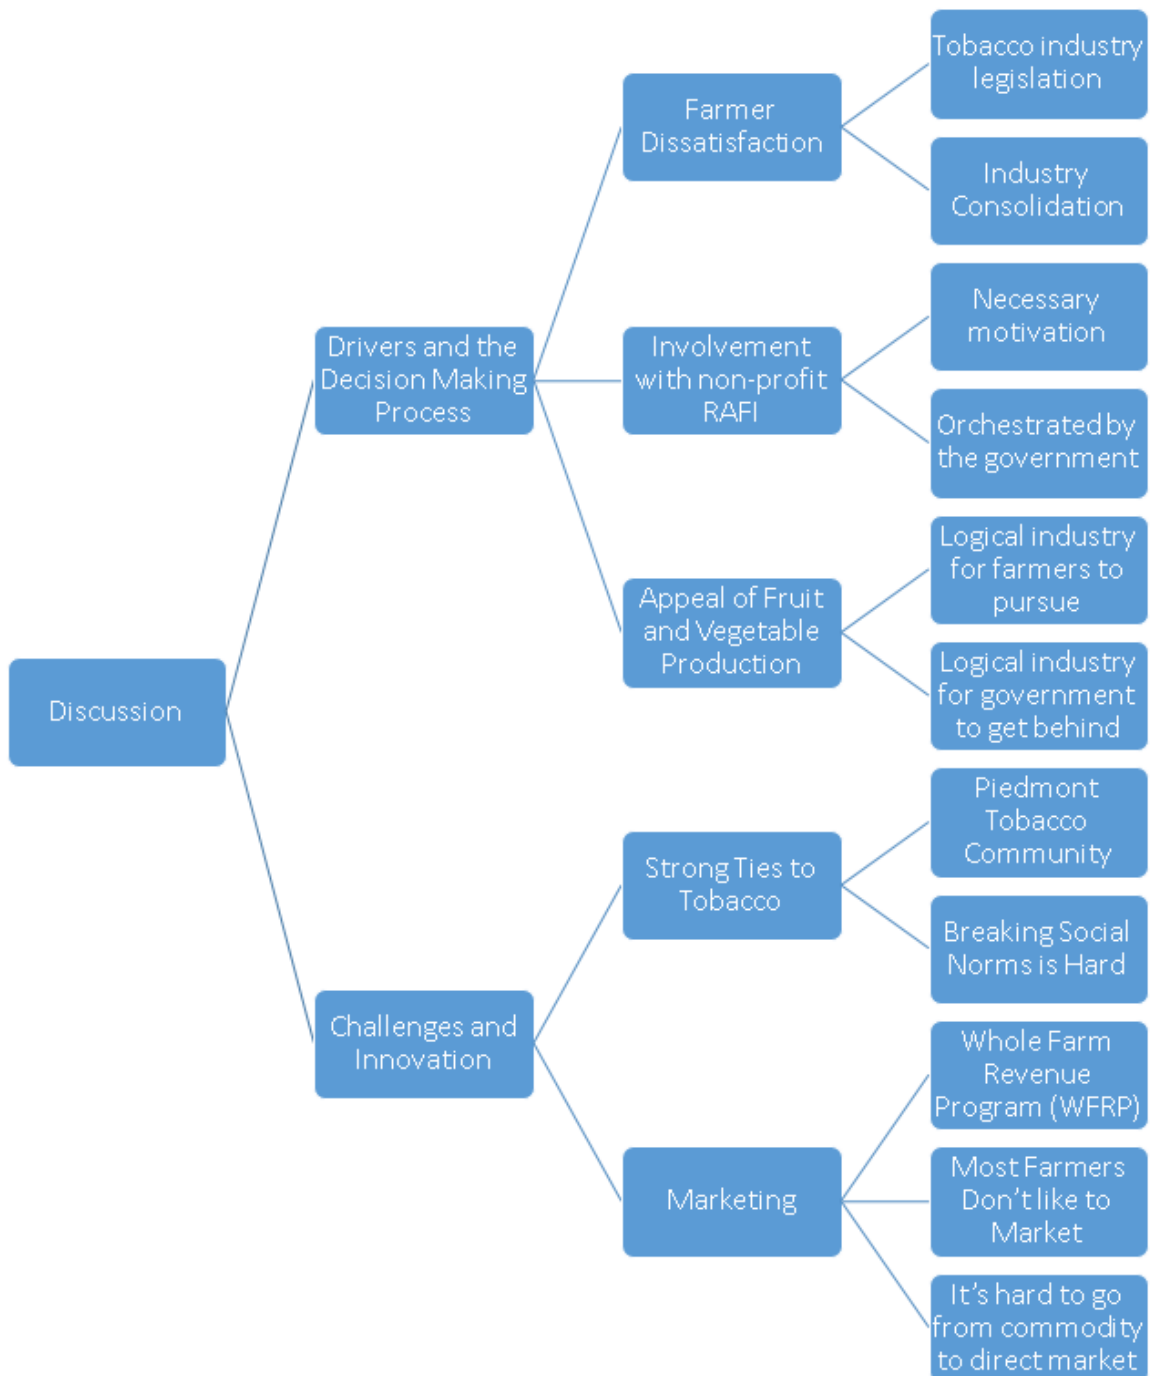 Discussion
Drivers and the
Decision Making
Process
Farmer
Dissatisfaction
Tobacco industry
legislation
Industry
Consolidation
Involvement
with non-profit
RAFI
Necessary
motivation
Orchestrated by
the government
Appeal of Fruit
and Vegetable
Production
Logical industry
for farmers to
pursue
Logical industry
for government
to get behind
Challenges and
Innovation
Strong Ties to
Tobacco
Piedmont
Tobacco
Community
Breaking Social
Norms is Hard
Marketing
Whole Farm
Revenue
Program (WFRP)
Most Farmers
Don’t like to
Market
It’s hard to go
from commodity
to direct market